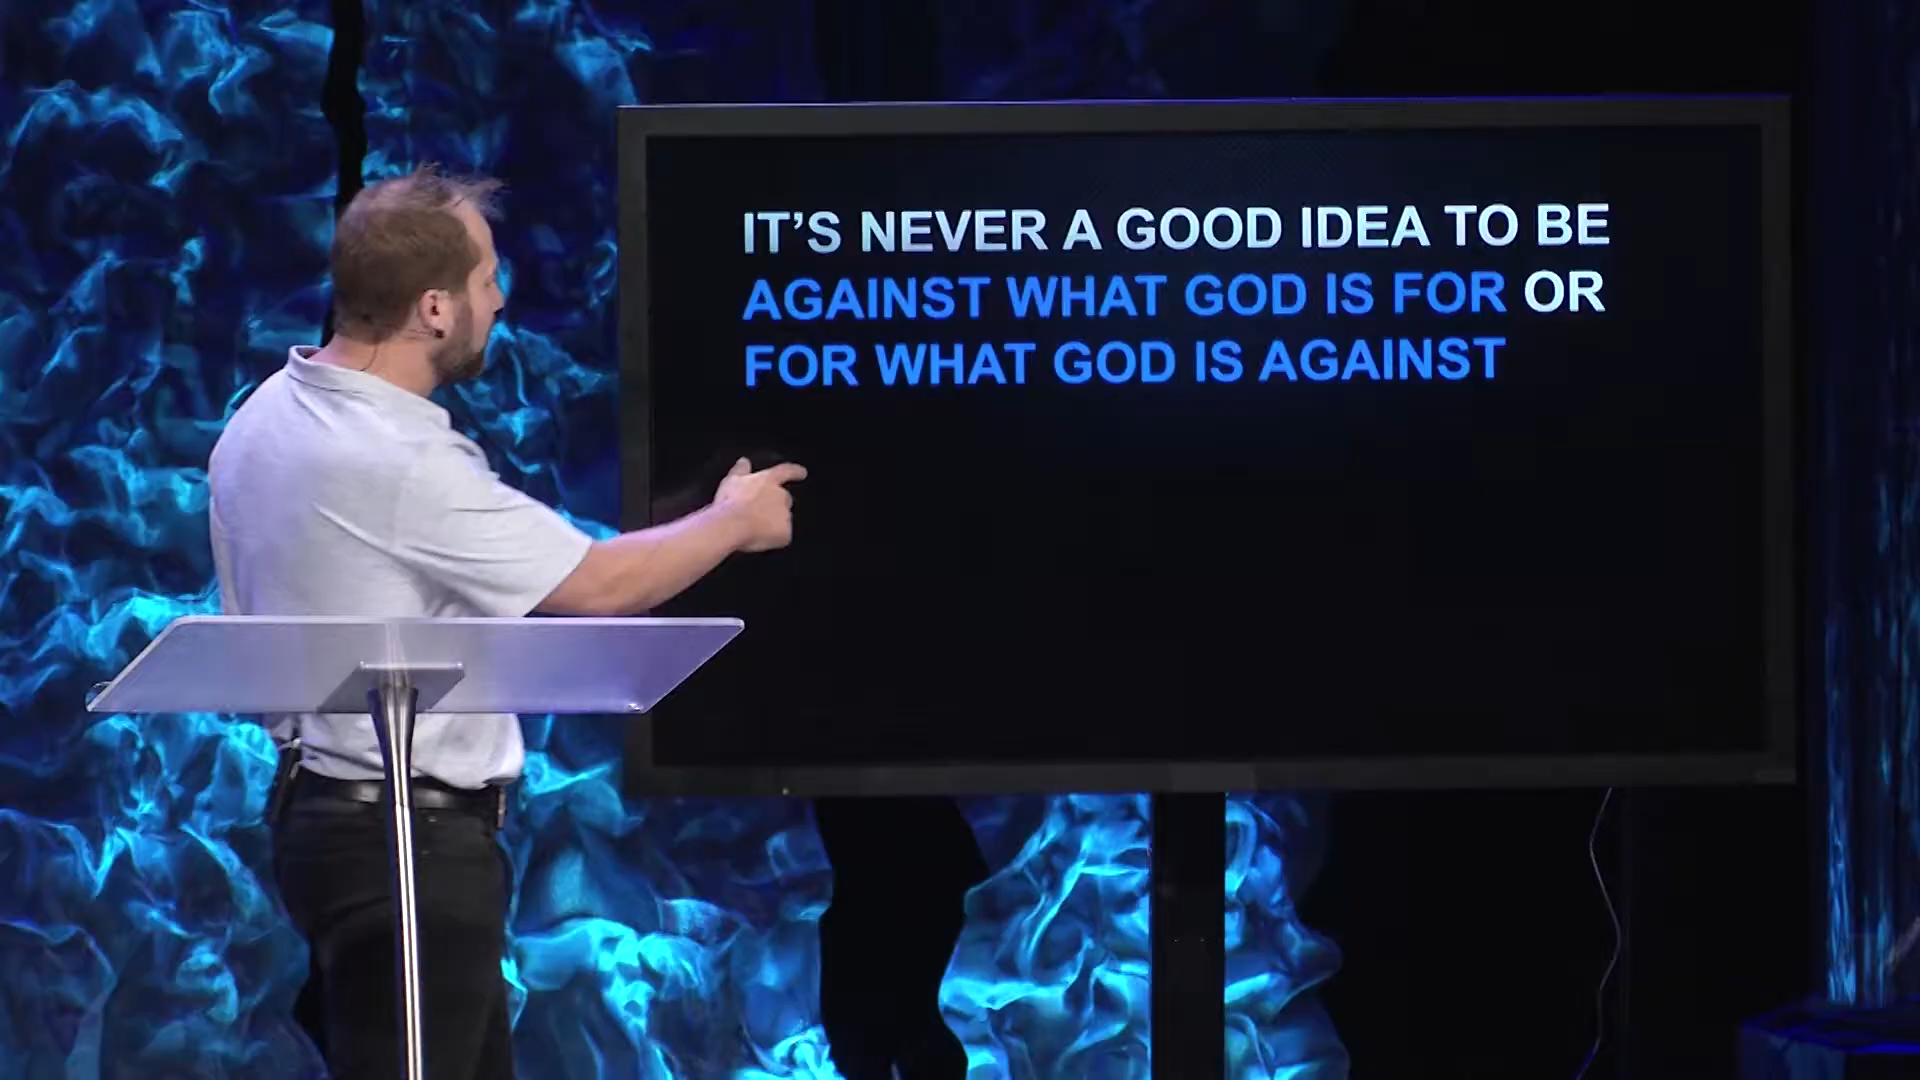 IT’S NEVER A GOOD IDEA TO BE
AGAINST WHAT GOD IS FOR OR
FOR WHAT GOD IS AGAINST